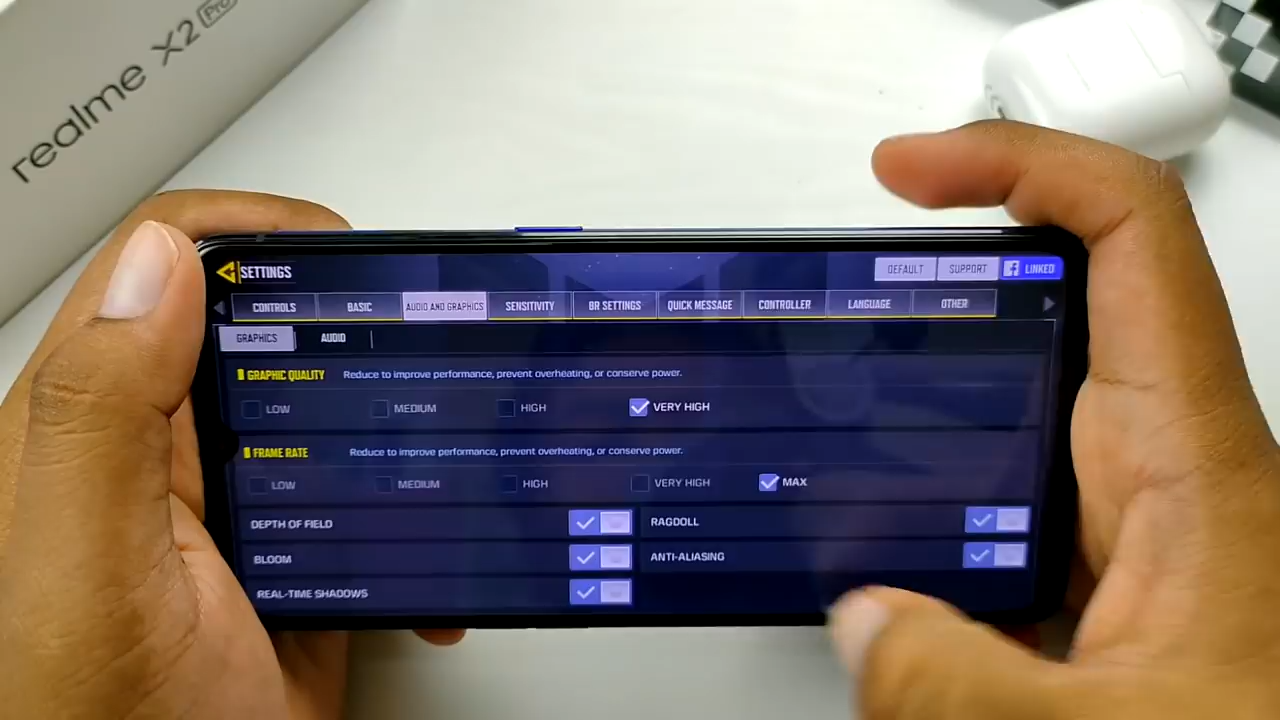 realme X2 Pro
SETTINGS
DEFAULT
SUPPORT
LINKED
CONTROLS
BASIC
AUDIO AND GRAPHICS
SENSITIVITY
BR SETTINGS
QUICK MESSAGE
CONTROLLER
LANGUAGE
OTHER
GRAPHICS
AUDIO
GRAPHIC QUALITY
Reduce to improve performance, prevent overheating, or conserve power.
LOW
MEDIUM
HIGH
VERY HIGH
FRAME RATE
Reduce to improve performance, prevent overheating, or conserve power.
LOW
MEDIUM
HIGH
VERY HIGH
MAX
DEPTH OF FIELD
RAGDOLL
BLOOM
ANTI-ALIASING
REAL-TIME SHADOWS